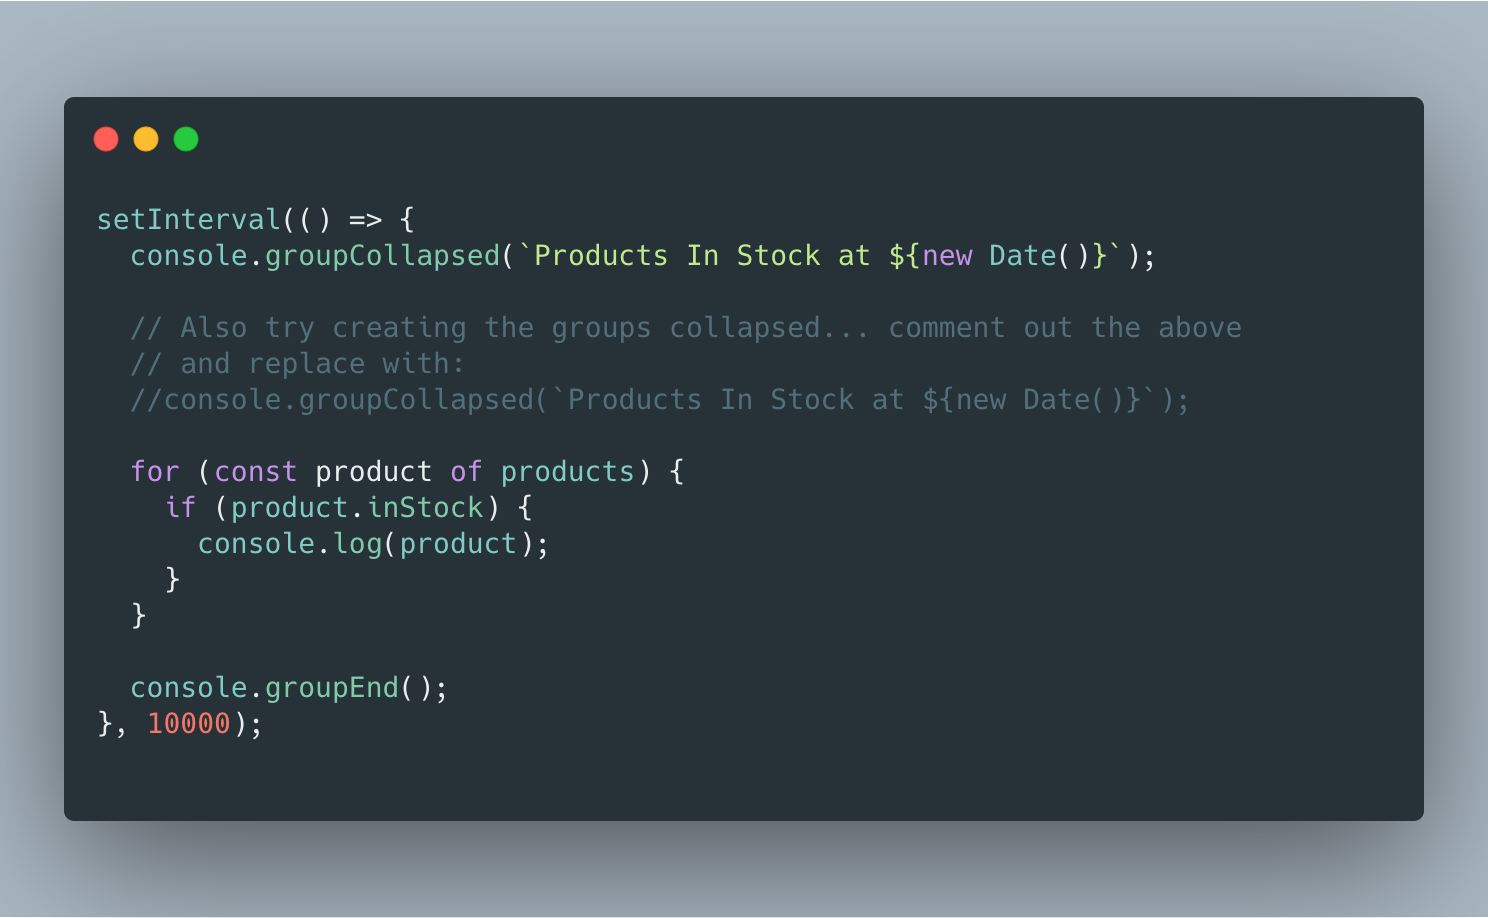 setInterval(() => {
  console.groupCollapsed(`Products In Stock at ${new Date()}`);
  // Also try creating the groups collapsed... comment out the above
  // and replace with:
  //console.groupCollapsed(`Products In Stock at ${new Date()}`);
  for (const product of products) {
    if (product.inStock) {
      console.log(product);
    }
  }
  console.groupEnd();
}, 10000);